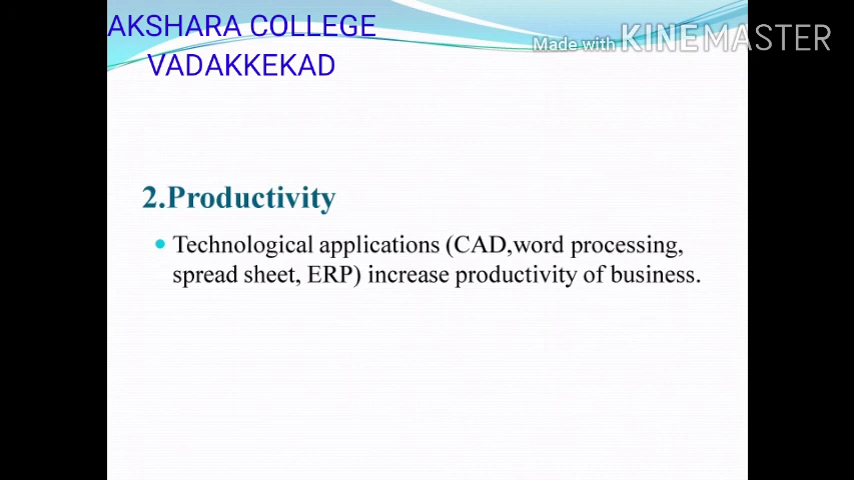 AKSHARA COLLEGE
VADAKKEKAD
Made with KINEMASTER
2.Productivity
Technological applications (CAD,word processing,
spread sheet, ERP) increase productivity of business.